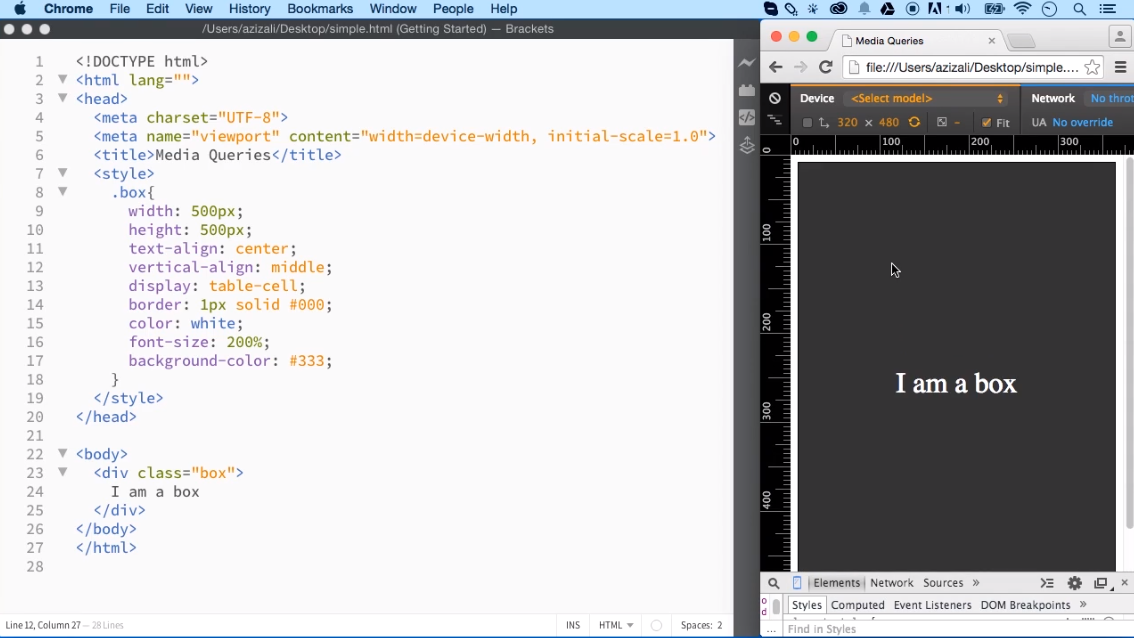 Chrome File Edit View History Bookmarks Window People Help
/Users/azizali/Desktop/simple.html (Getting Started) — Brackets
1 <!DOCTYPE html>
2 <html lang="">
3 <head>
4 <meta charset="UTF-8">
5 <meta name="viewport" content="width=device-width, initial-scale=1.0">
6 <title>Media Queries</title>
7 <style>
8 .box{
9 width: 500px;
10 height: 500px;
11 text-align: center;
12 vertical-align: middle;
13 display: table-cell;
14 border: 1px solid #000;
15 color: white;
16 font-size: 200%;
17 background-color: #333;
18 }
19 </style>
20 </head>
21
22 <body>
23 <div class="box">
24 I am a box
25 </div>
26 </body>
27 </html>
28
Line 12, Column 27 — 28 Lines
INS HTML Spaces: 2
Media Queries
file:///Users/azizali/Desktop/simple....
Device <Select model> Network No thro
320 × 480 – Fit UA No override
0 100 200 300
0
100
200
300
400
I am a box
Elements Network Sources »
Styles Computed Event Listeners DOM Breakpoints »
... Find in Styles